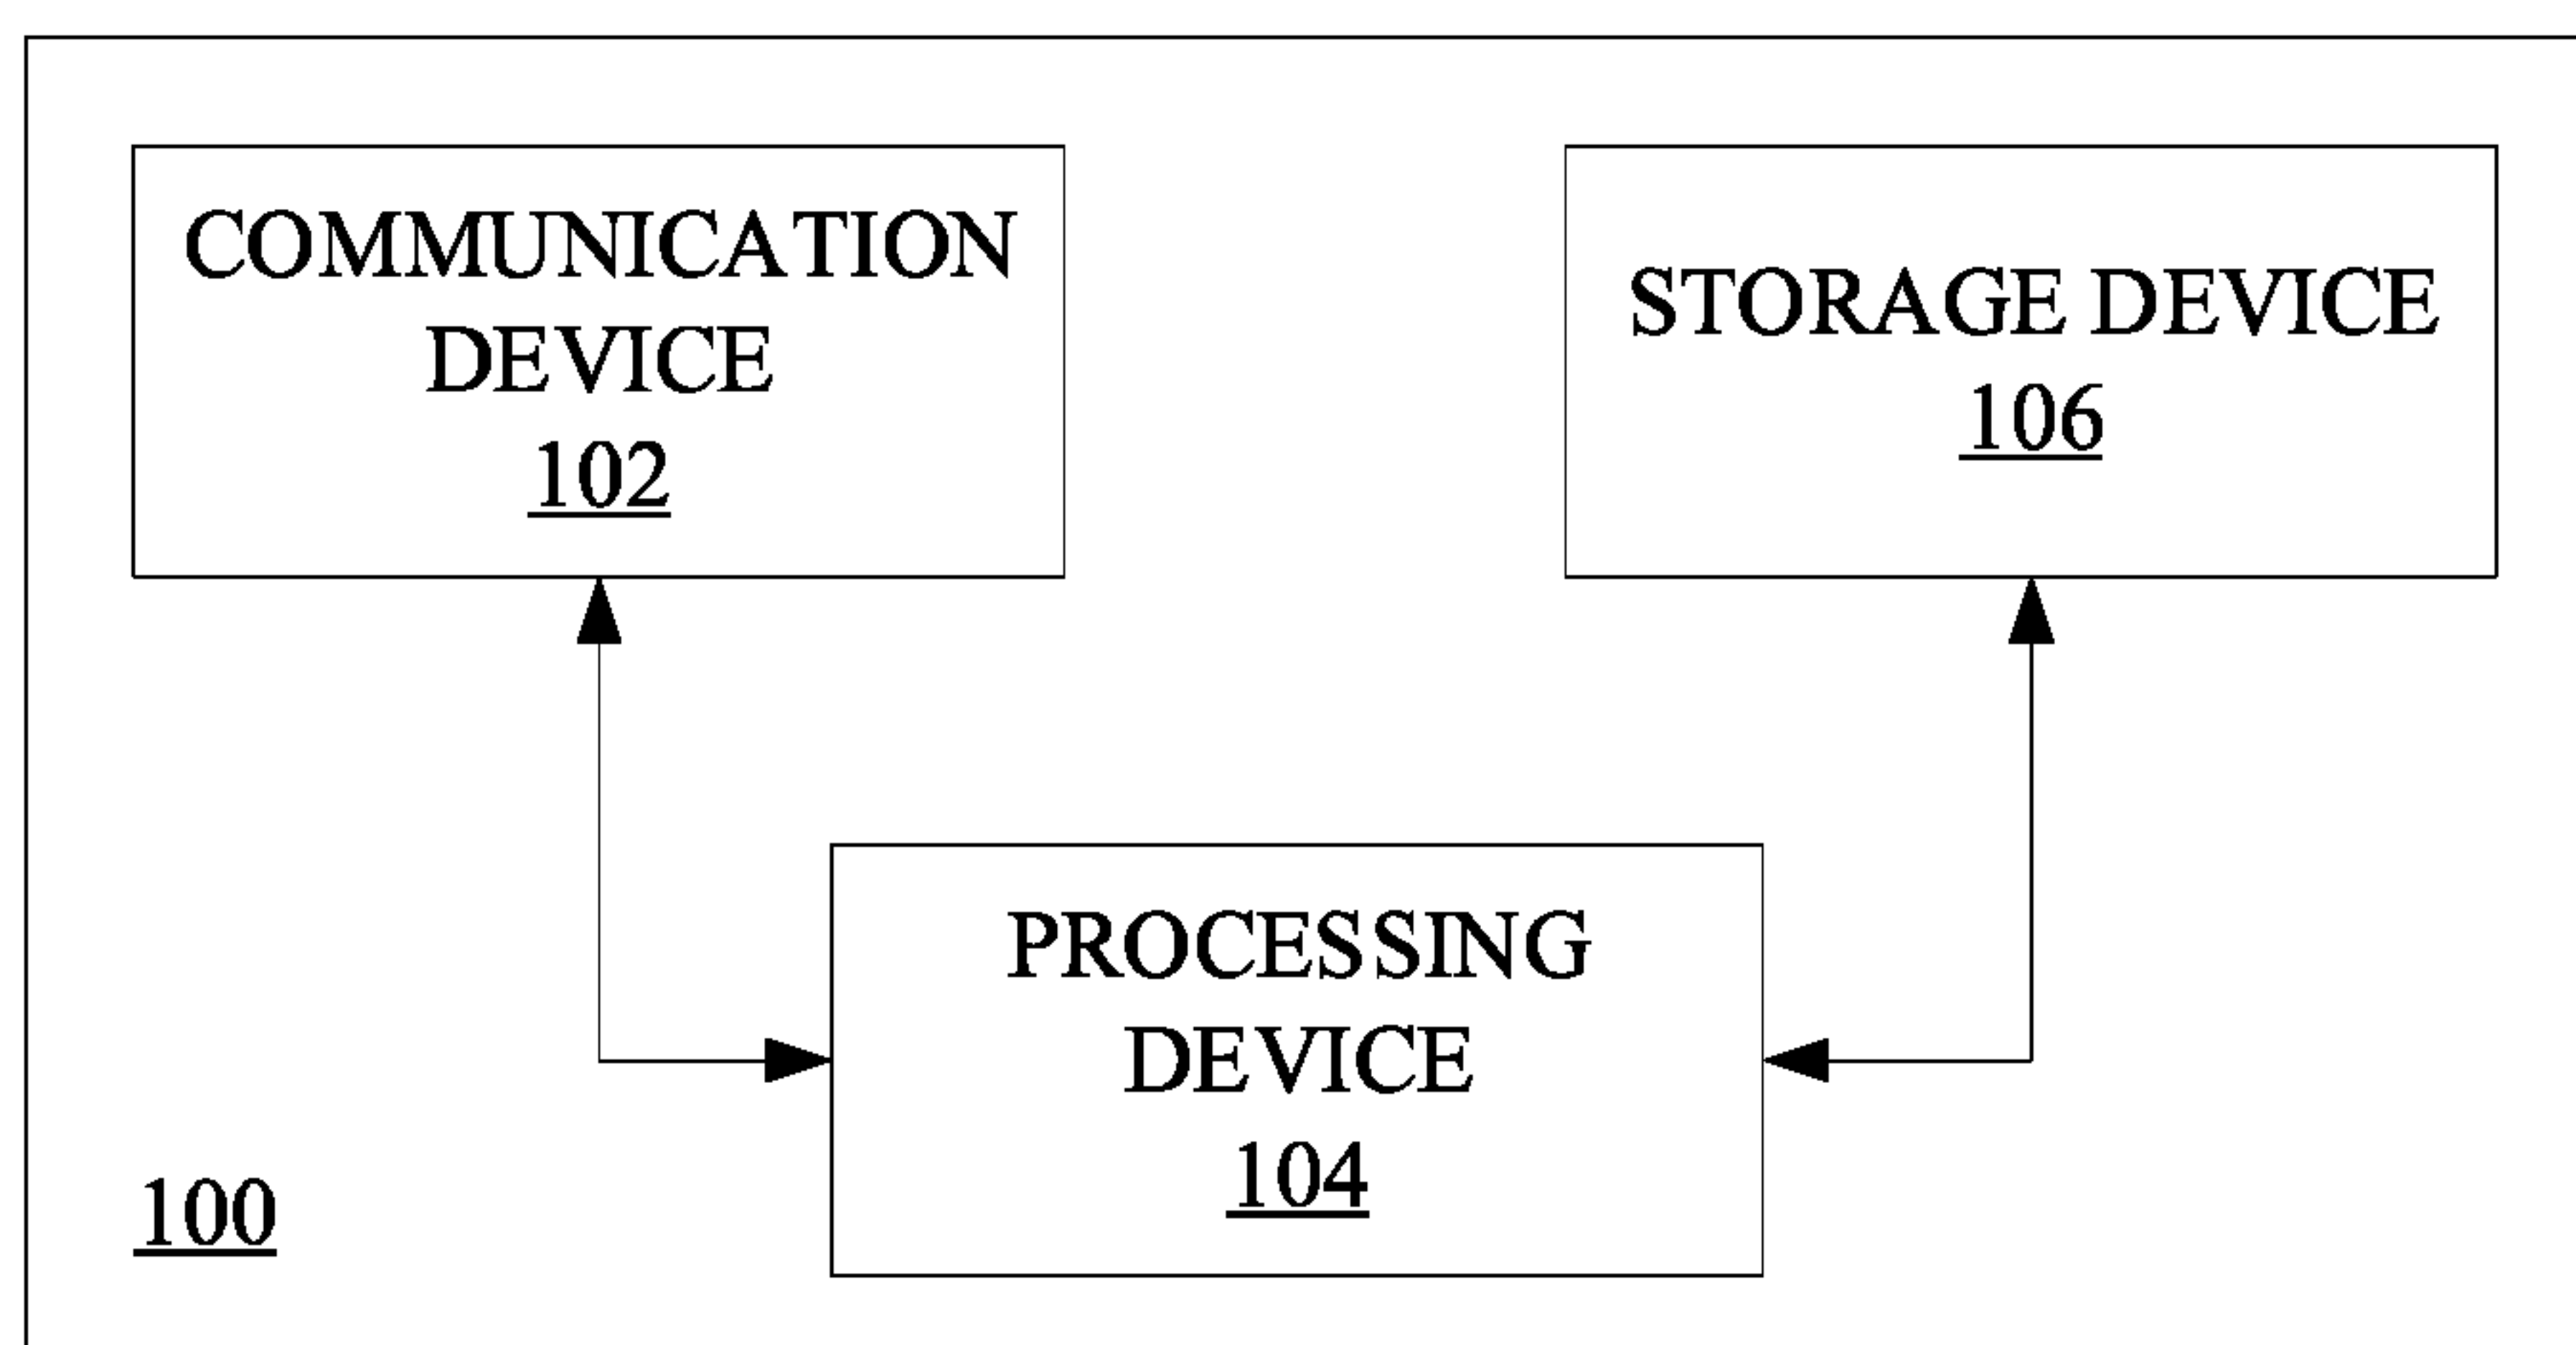 COMMUNICATION
DEVICE
102
STORAGE DEVICE
106
PROCESSING
DEVICE
104
100